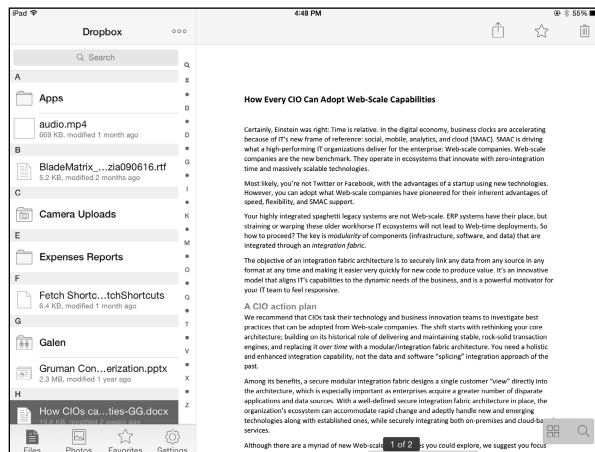 iPad
4:48 PM
55%
Dropbox
Search
A
Apps
audio.mp4
669 KB, modified 1 month ago
B
BladeMatrix_...zia090616.rtf
5.2 KB, modified 2 months ago
C
Camera Uploads
E
Expenses Reports
F
Fetch Shortc...tchShortcuts
6.4 KB, modified 1 month ago
G
Galen
Gruman Con...erization.pptx
2.3 MB, modified 1 year ago
H
How CIOs ca...ties-GG.docx
19.6 KB, modified 2 weeks ago
Files
Photos
Favorites
Settings
#
B
D
G
I
K
M
O
Q
T
V
X
Z
How Every CIO Can Adopt Web-Scale Capabilities
Certainly, Einstein was right: Time is relative. In the digital economy, business clocks are accelerating
because of IT's new frame of reference: social, mobile, analytics, and cloud (SMAC). SMAC is driving
what a high-performing IT organizations deliver for the enterprise: Web-scale companies. Web-scale
companies are the new benchmark. They operate in ecosystems that innovate with zero-integration
time and massively scalable technologies.
Most likely, you're not Twitter or Facebook, with the advantages of a startup using new technologies.
However, you can adopt what Web-scale companies have pioneered for their inherent advantages of
speed, flexibility, and SMAC support.
Your highly integrated spaghetti legacy systems are not Web-scale. ERP systems have their place, but
straining or warping these older workhorse IT ecosystems will not lead to Web-time deployments. So
how to proceed? The key is modularity of components (infrastructure, software, and data) that are
integrated through an integration fabric.
The objective of an integration fabric architecture is to securely link any data from any source in any
format at any time and making it easier very quickly for new code to produce value. It's an innovative
model that aligns IT's capabilities to the dynamic needs of the business, and is a powerful motivator for
your IT team to feel responsive.
A CIO action plan
We recommend that CIOs task their technology and business innovation teams to investigate best
practices that can be adopted from Web-scale companies. The shift starts with rethinking your core
architecture; building on its historical role of delivering and maintaining stable, rock-solid transaction
engines; and replacing it over time with a modular/integration fabric architecture. You need a holistic
and enhanced integration capability, not the data and software "splicing" integration approach of the
past.
Among its benefits, a secure modular integration fabric designs a single customer "view" directly into
the architecture, which is especially important as enterprises acquire a greater number of disparate
applications and data sources. With a well-defined secure integration fabric architecture in place, the
organization's ecosystem can accommodate rapid change and adeptly handle new and emerging
technologies along with established ones, while securely integrating both on-premises and cloud-based
services.
Although there are a myriad of new Web-scale es you could explore, we suggest you focus
1 of 2